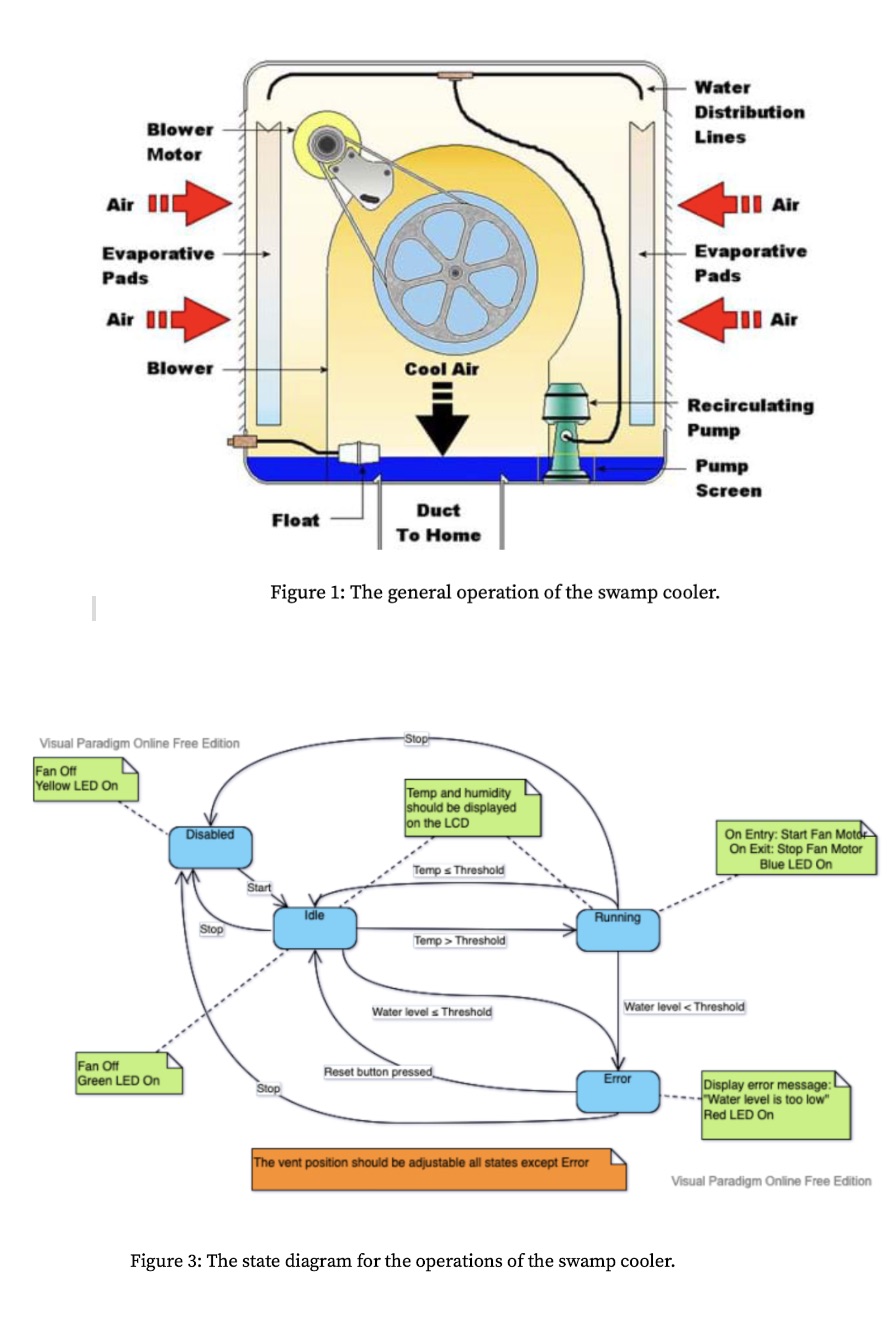 Water
Distribution
Lines
Blower
Motor
Air
Air
Evaporative
Pads
Evaporative
Pads
Air
Air
Blower
Cool Air
Recirculating
Pump
Pump
Screen
Float
Duct
To Home
Figure 1: The general operation of the swamp cooler.
Visual Paradigm Online Free Edition
Stop
Fan Off
Yellow LED On
Temp and humidity
should be displayed
on the LCD
Disabled
On Entry: Start Fan Motor
On Exit: Stop Fan Motor
Blue LED On
Temp ≤ Threshold
Start
Idle
Running
Stop
Temp > Threshold
Water level < Threshold
Water level ≤ Threshold
Fan Off
Green LED On
Reset button pressed
Error
Stop
Display error message:
"Water level is too low"
Red LED On
The vent position should be adjustable all states except Error
Visual Paradigm Online Free Edition
Figure 3: The state diagram for the operations of the swamp cooler.